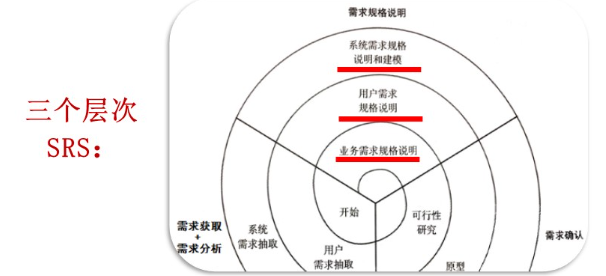 三个层次
SRS：
需求规格说明
系统需求规格
说明和建模
用户需求
规格说明
业务需求规格说明
开始
可行性
研究
需求获取
+
需求分析
系统
需求抽取
用户
需求抽取
原型
需求确认